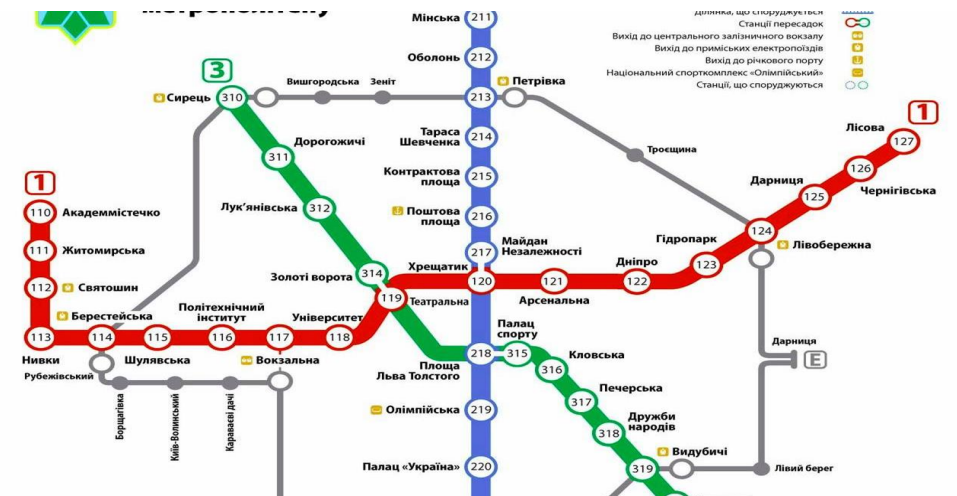 метрополітену
Ділянка, що споруджується
Станції пересадок
Вихід до центрального залізничного вокзалу
Вихід до приміських електропоїздів
Вихід до річкового порту
Національний спорткомплекс «Олімпійський»
Станції, що споруджуються
Мінська
211
Оболонь
212
3
Сирець
310
Вишгородська
Зеніт
213
Петрівка
Дорогожичі
311
Тараса
Шевченка
214
Троєщина
1
Лісова
127
126
Чернігівська
Контрактова
площа
215
Дарниця
125
1
110
Академмістечко
Лук’янівська
312
Поштова
площа
216
124
Лівобережна
111
Житомирська
217
Майдан
Незалежності
Гідропарк
123
112
Святошин
Золоті ворота
314
Хрещатик
120
Дніпро
122
Арсенальна
121
119
Театральна
Берестейська
Політехнічний
інститут
Університет
113
114
115
116
117
118
Нивки
Шулявська
Вокзальна
Рубежівський
Борщагівка
Київ-Волинський
Караваєві дачі
Площа
Льва Толстого
218
Палац
спорту
315
Кловська
316
Дарниця
E
Печерська
317
Олімпійська
219
Дружби
народів
318
Палац «Україна»
220
319
Видубичі
Лівий берег